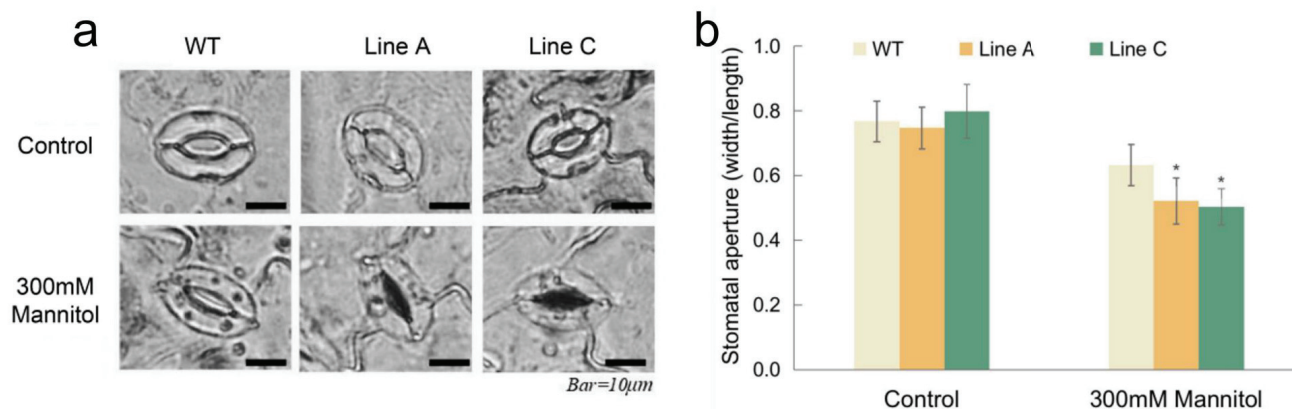 a
WT Line A Line C
Control
300mM
Mannitol
Bar=10μm
b
Stomatal aperture (width/length)
1.0
0.8
0.6
0.4
0.2
0.0
WT Line A Line C
* *
Control 300mM Mannitol